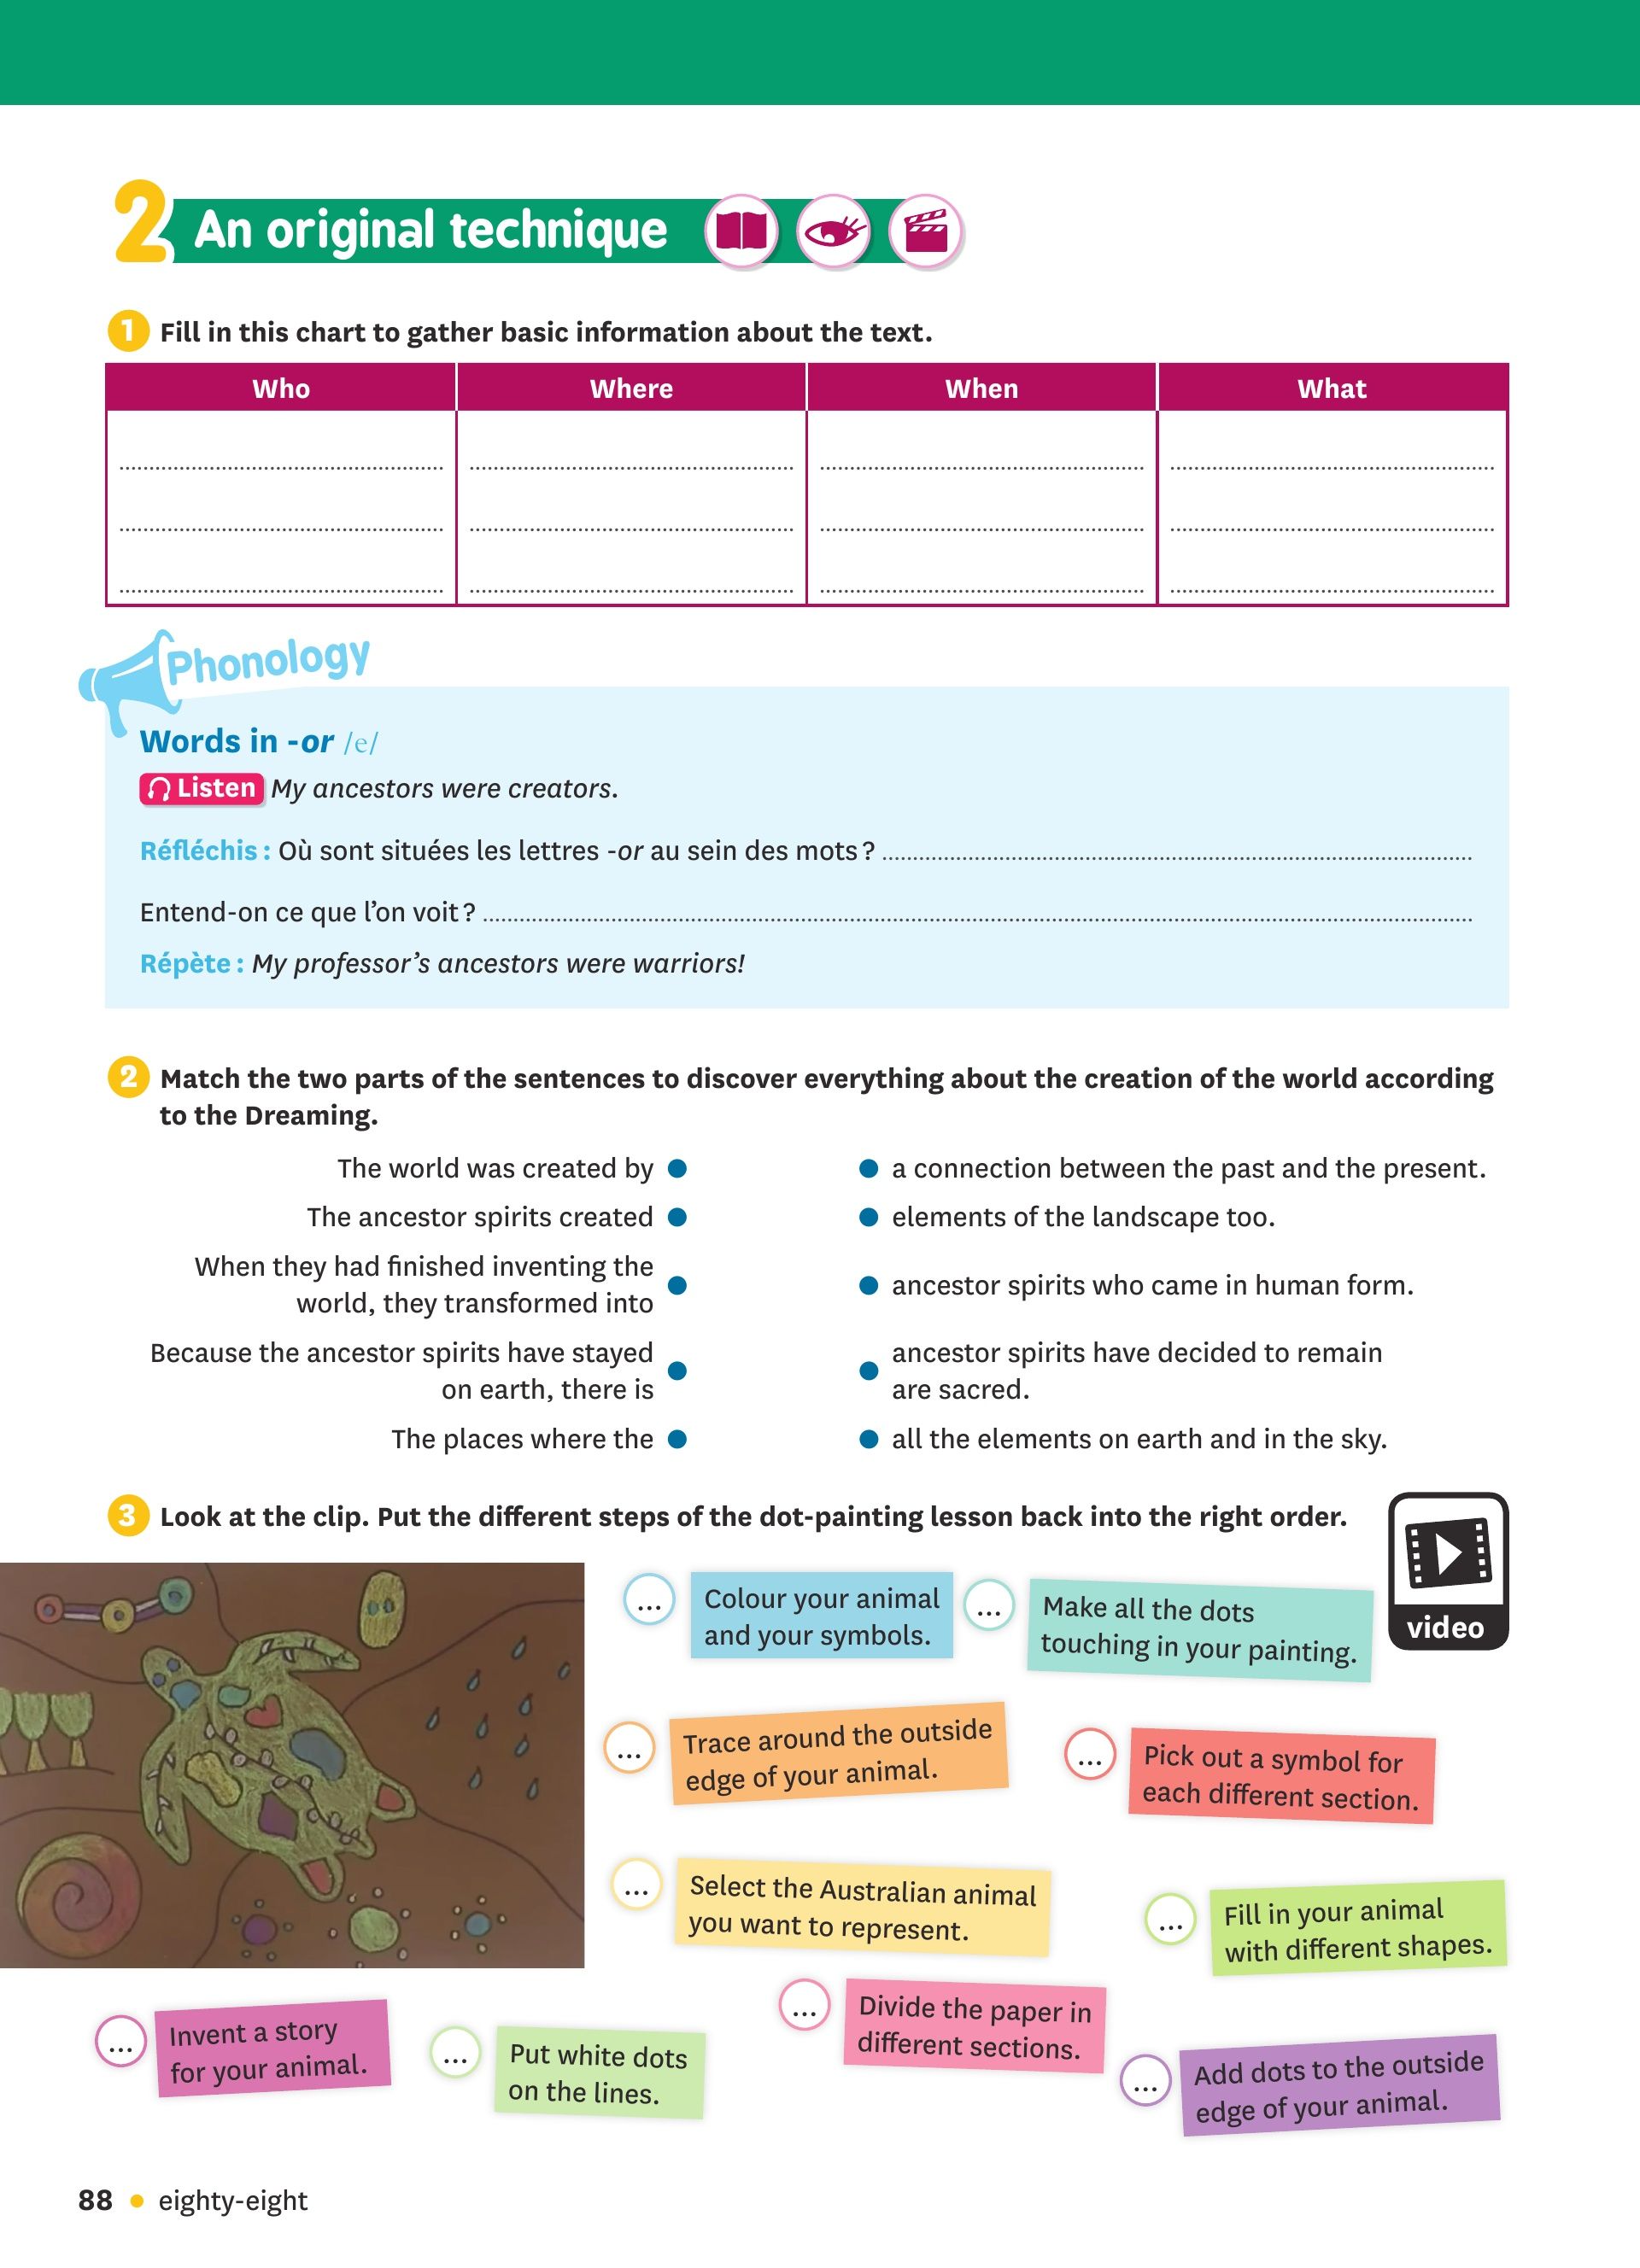 2 An original technique
1 Fill in this chart to gather basic information about the text.
Who Where When What
Phonology
Words in -or /e/
Listen My ancestors were creators.
Réfléchis : Où sont situées les lettres -or au sein des mots ?
Entend-on ce que l'on voit ?
Répète : My professor's ancestors were warriors!
2 Match the two parts of the sentences to discover everything about the creation of the world according
to the Dreaming.
The world was created by
a connection between the past and the present.
The ancestor spirits created
elements of the landscape too.
When they had finished inventing the
world, they transformed into
ancestor spirits who came in human form.
Because the ancestor spirits have stayed
on earth, there is
ancestor spirits have decided to remain
are sacred.
The places where the
all the elements on earth and in the sky.
3 Look at the clip. Put the different steps of the dot-painting lesson back into the right order.
video
... Colour your animal
and your symbols.
... Make all the dots
touching in your painting.
... Trace around the outside
edge of your animal.
... Pick out a symbol for
each different section.
... Select the Australian animal
you want to represent.
... Fill in your animal
with different shapes.
... Invent a story
for your animal.
... Put white dots
on the lines.
... Divide the paper in
different sections.
... Add dots to the outside
edge of your animal.
88 • eighty-eight